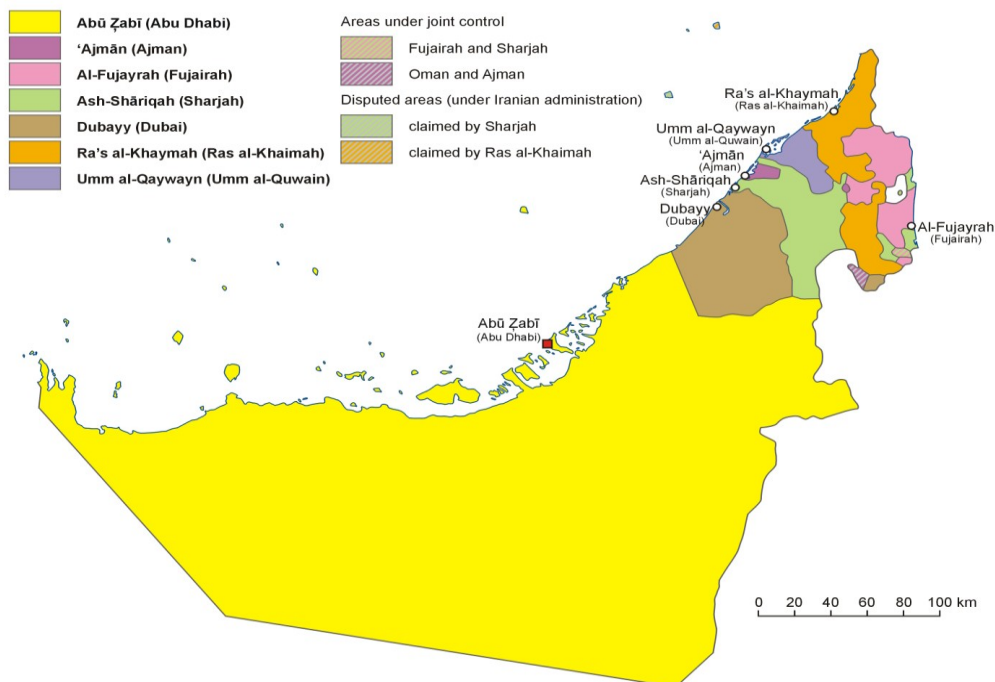 Abū Z̧abī (Abu Dhabi)
‘Ajmān (Ajman)
Al-Fujayrah (Fujairah)
Ash-Shāriqah (Sharjah)
Dubayy (Dubai)
Ra's al-Khaymah (Ras al-Khaimah)
Umm al-Qaywayn (Umm al-Quwain)
Areas under joint control
Fujairah and Sharjah
Oman and Ajman
Disputed areas (under Iranian administration)
claimed by Sharjah
claimed by Ras al-Khaimah
Ra's al-Khaymah
(Ras al-Khaimah)
Umm al-Qaywayn
(Umm al-Quwain)
‘Ajmān
(Ajman)
Ash-Shāriqah
(Sharjah)
Dubayy
(Dubai)
Al-Fujayrah
(Fujairah)
Abū Z̧abī
(Abu Dhabi)
0 20 40 60 80 100 km